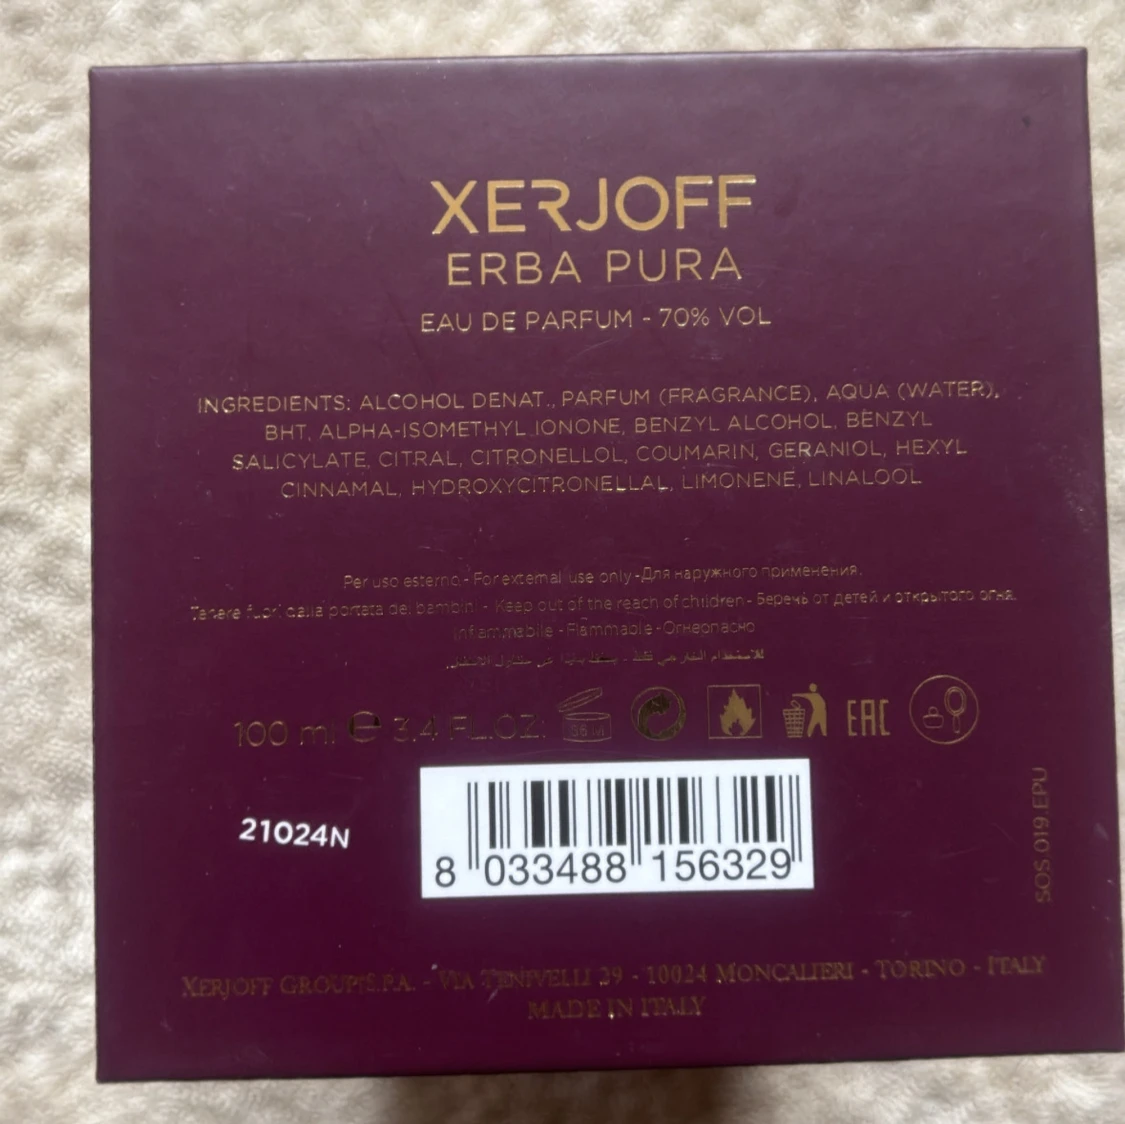 XERJOFF
ERBA PURA
EAU DE PARFUM - 70% VOL
INGREDIENTS: ALCOHOL DENAT., PARFUM (FRAGRANCE), AQUA (WATER),
BHT, ALPHA-ISOMETHYL IONONE, BENZYL ALCOHOL, BENZYL
SALICYLATE, CITRAL, CITRONELLOL, COUMARIN, GERANIOL, HEXYL
CINNAMAL, HYDROXYCITRONELLAL, LIMONENE, LINALOOL
Per uso esterno - For external use only - Для наружного применения.
Tenere fuori dalla portata dei bambini - Keep out of the reach of children - Беречь от детей и открытого огня.
Infiammabile - Flammable - Огнеопасно
للاستعمال الخارجي فقط .
100 ml ℮ 3.4 FL.OZ. 36 M EAC
21024N
8 033488 156329
SOS.019.EPU
XERJOFF GROUP S.P.A. - VIA TENIVELLI 29 - 10024 MONCALIERI - TORINO - ITALY
MADE IN ITALY